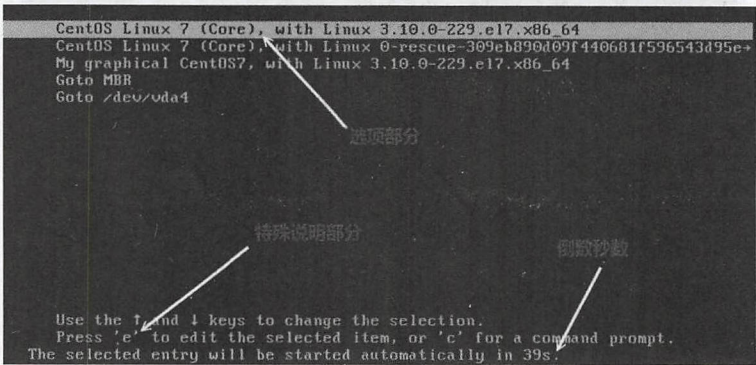 CentOS Linux 7 (Core), with Linux 3.10.0-229.el7.x86_64
CentOS Linux 7 (Core), with Linux 0-rescue-309eb890d09f440681f596543d95e→
My graphical CentOS7, with Linux 3.10.0-229.el7.x86_64
Goto MBR
Goto /dev/vda4
选项部分
特殊说明部分
倒数秒数
Use the ↑ and ↓ keys to change the selection.
Press 'e' to edit the selected item, or 'c' for a command prompt.
The selected entry will be started automatically in 39s.